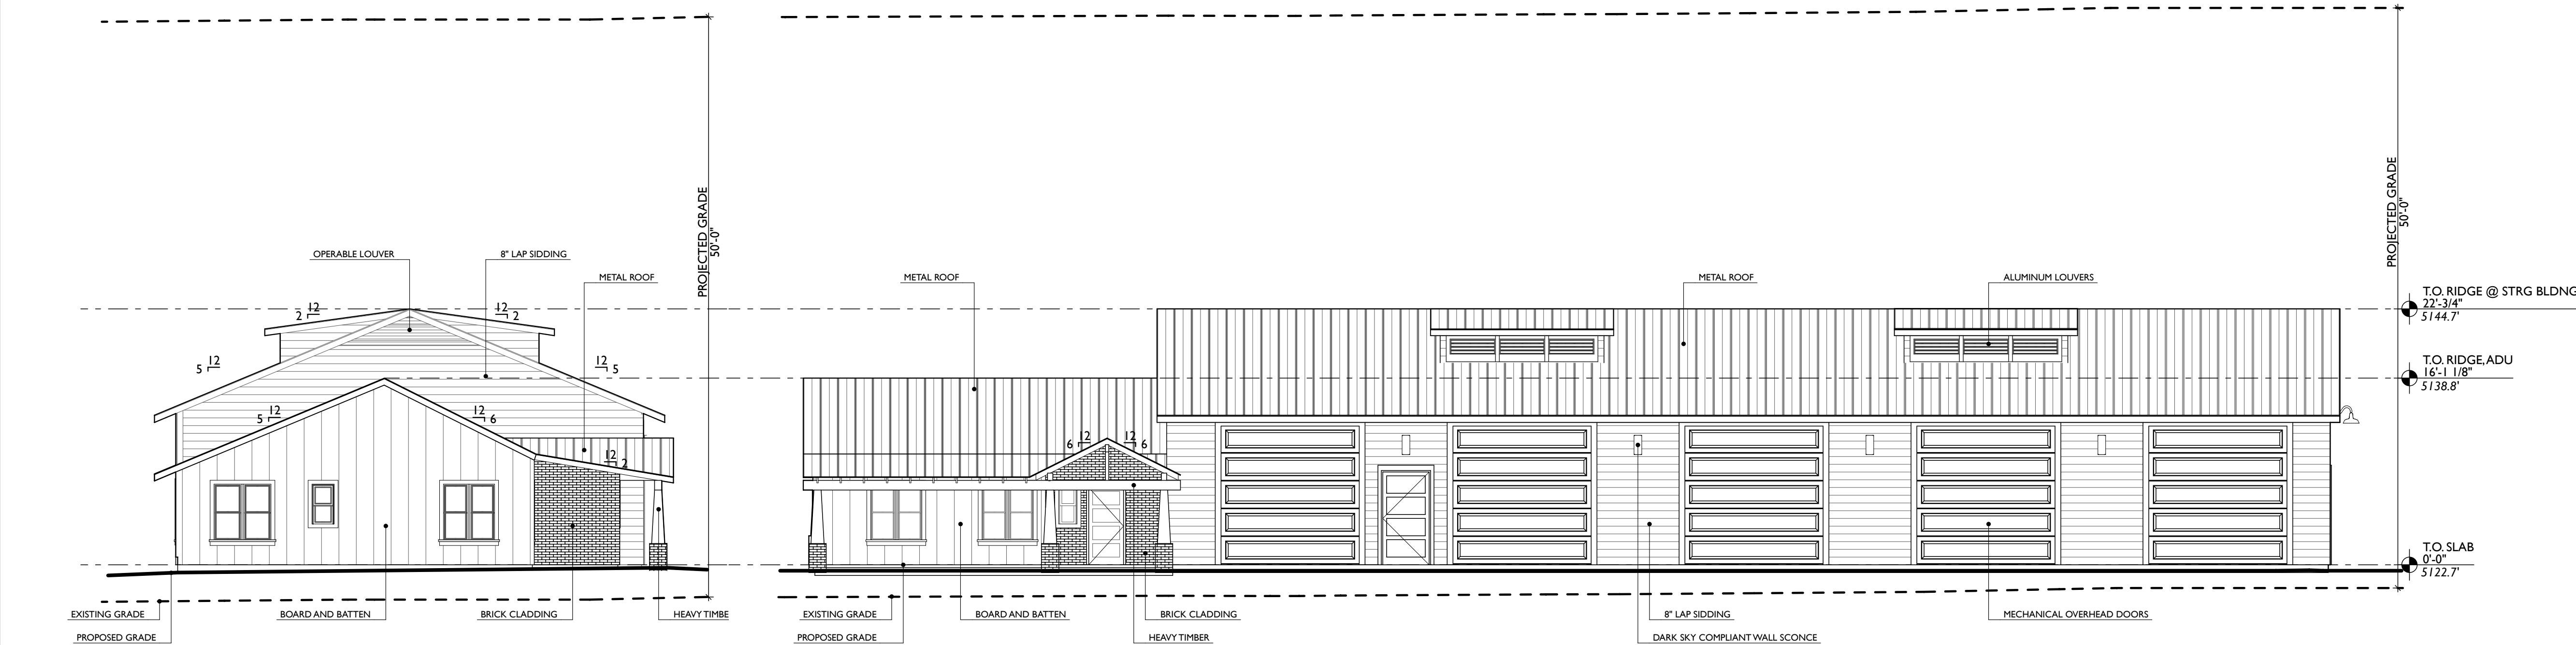 PROJECTED GRADE
50'-0"
PROJECTED GRADE
50'-0"
OPERABLE LOUVER
8" LAP SIDDING
METAL ROOF
METAL ROOF
METAL ROOF
ALUMINUM LOUVERS
T.O. RIDGE @ STRG BLDNG
22'-3/4"
5144.7'
12
2
12
2
12
5
12
5
T.O. RIDGE, ADU
16'-1 1/8"
5138.8'
12
5
12
6
12
2
12
6
12
6
T.O. SLAB
0'-0"
5122.7'
EXISTING GRADE
BOARD AND BATTEN
BRICK CLADDING
HEAVY TIMBE
EXISTING GRADE
BOARD AND BATTEN
BRICK CLADDING
8" LAP SIDDING
MECHANICAL OVERHEAD DOORS
PROPOSED GRADE
PROPOSED GRADE
HEAVY TIMBER
DARK SKY COMPLIANT WALL SCONCE